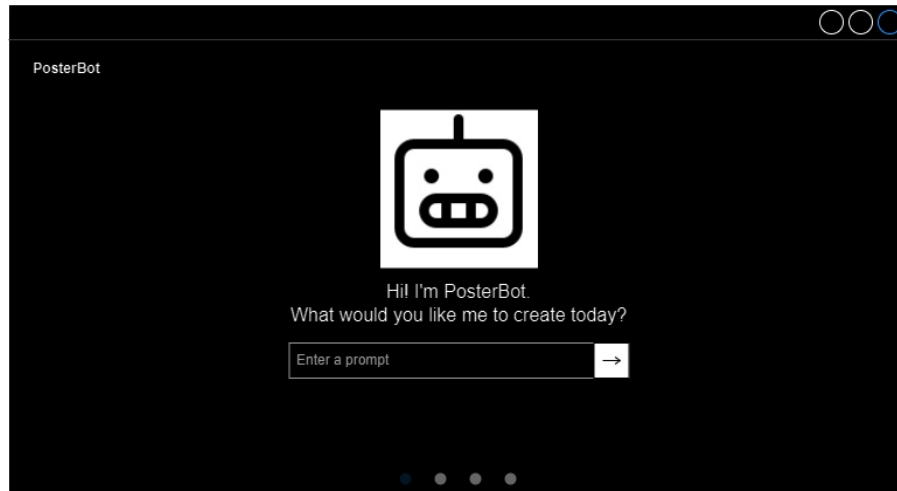 PosterBot
Hi! I'm PosterBot.
What would you like me to create today?
Enter a prompt
→